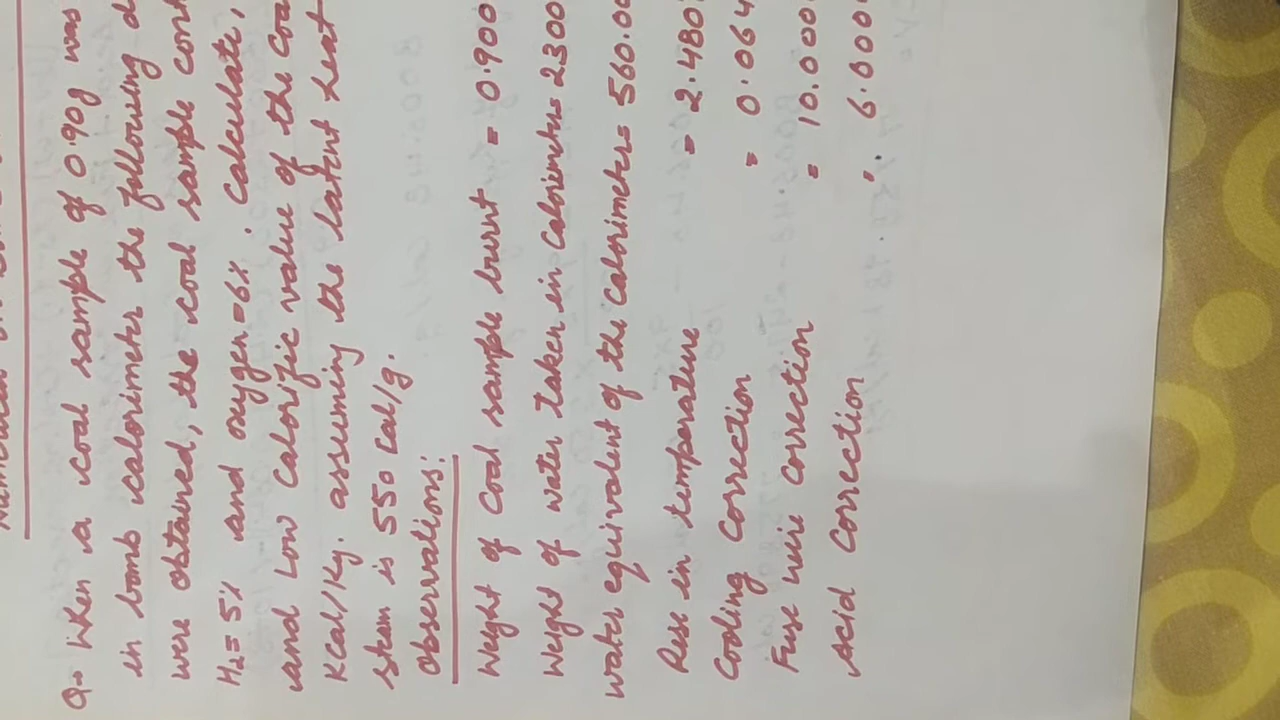 Q→ When a coal sample of 0.90g was
in bomb calorimeter the following d
were obtained, the coal sample cont
H₂= 5% and oxygen = 6%. Calculate,
and Low Calorific value of the Coa
Kcal/Kg. assuming the latent heat
steam is 550 Cal/g.
Observations:
Weight of Coal sample burnt = 0.900
Weight of water taken in Calorimeter= 2300
Water equivalent of the Calorimeter= 560.00
Rise in temperature = 2.480
Cooling Correction = 0.064
Fuse wire correction = 10.000
Acid Correction = 6.000